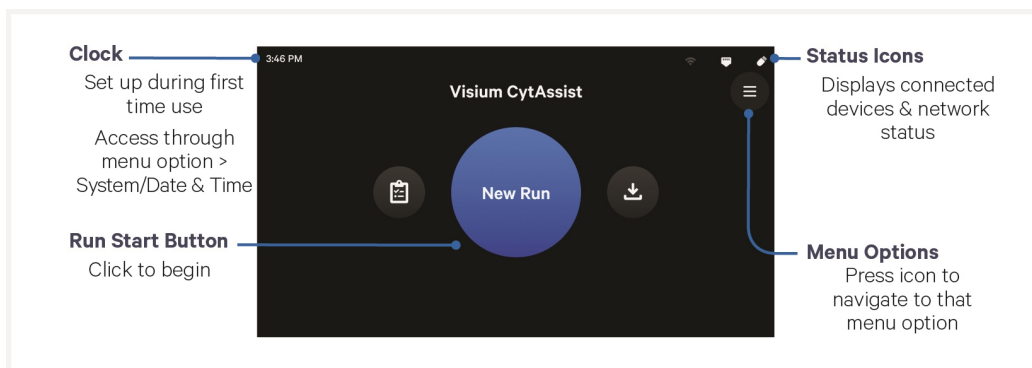 Clock
Set up during first
time use
Access through
menu option >
System/Date & Time
Run Start Button
Click to begin
3:46 PM
Visium CytAssist
New Run
Status Icons
Displays connected
devices & network
status
Menu Options
Press icon to
navigate to that
menu option